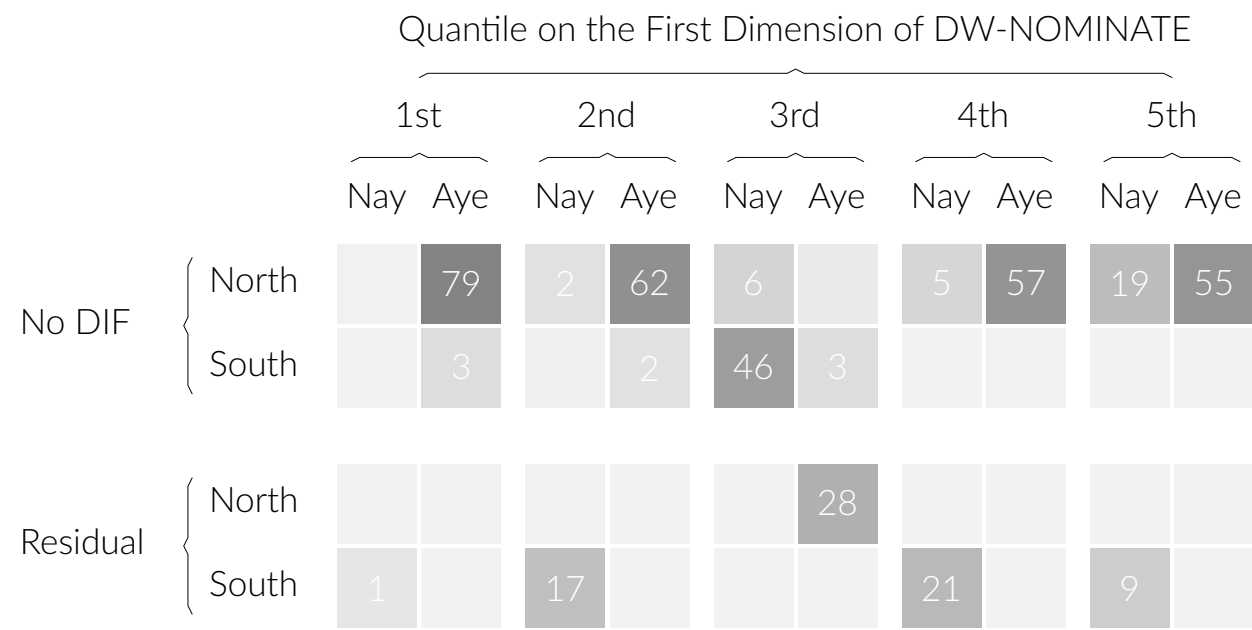 Quantile on the First Dimension of DW-NOMINATE
1st 2nd 3rd 4th 5th
Nay Aye Nay Aye Nay Aye Nay Aye Nay Aye
No DIF
North 79 2 62 6 5 57 19 55
South 3 2 46 3
Residual
North 28
South 1 17 21 9